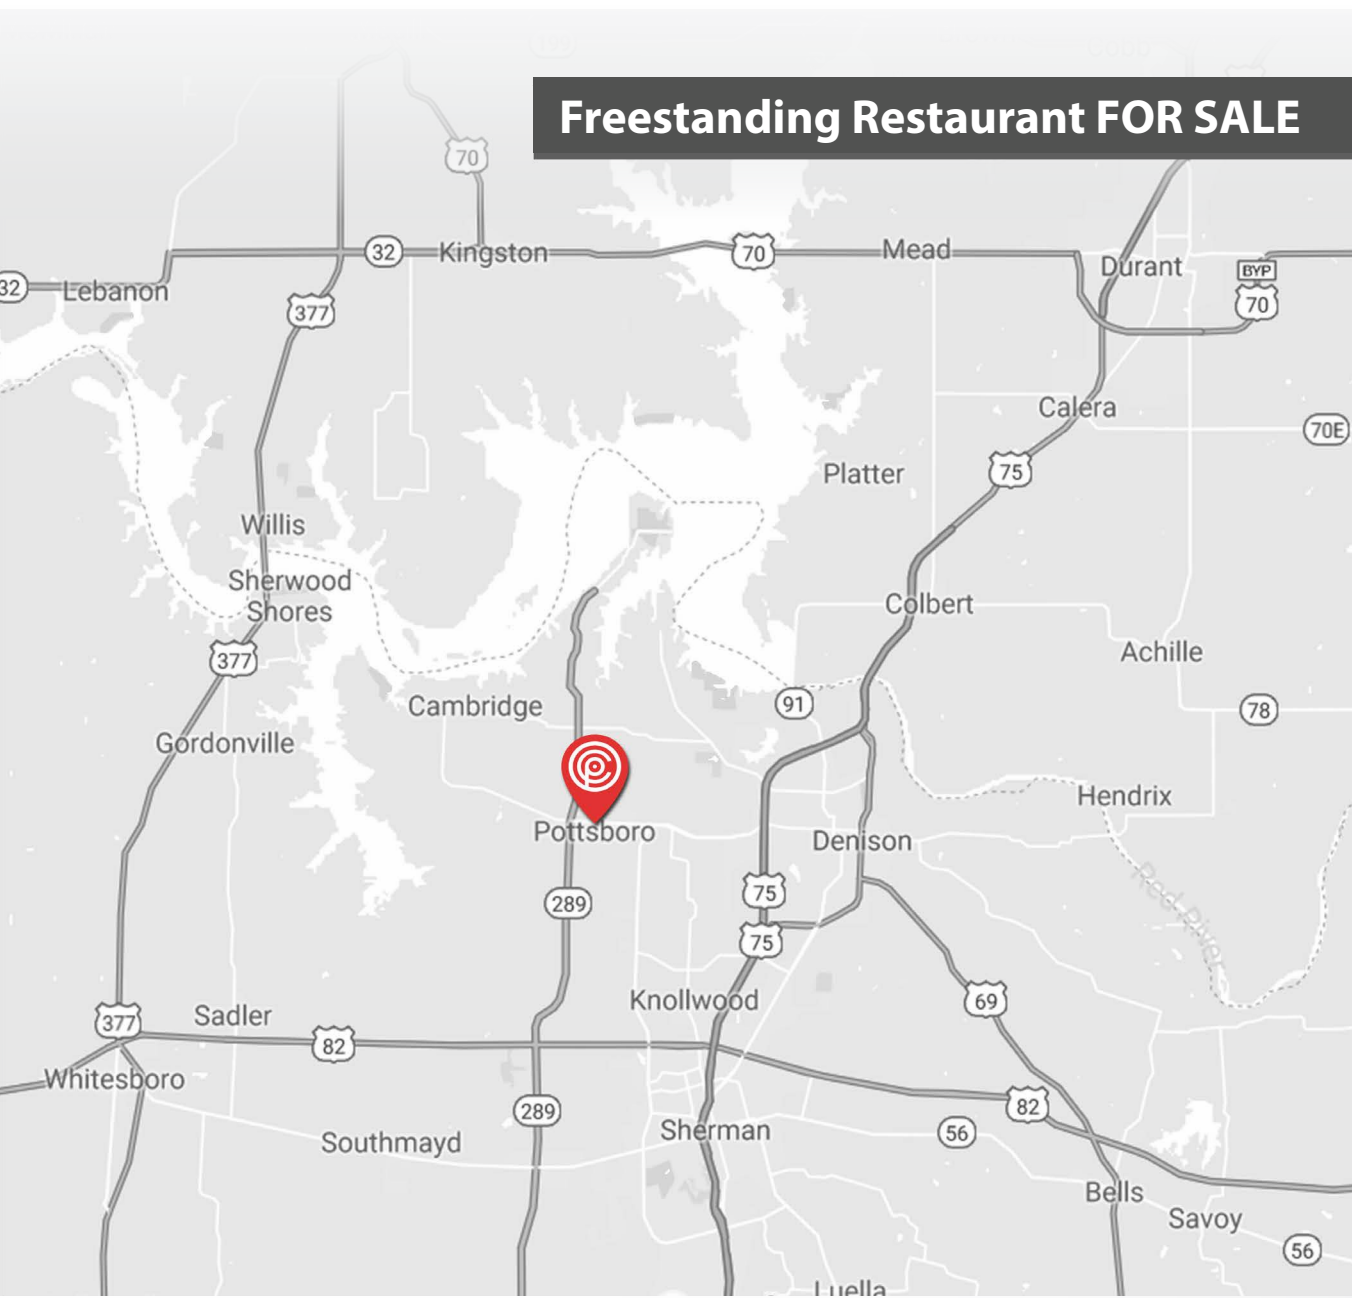 Freestanding Restaurant FOR SALE
70
32
Kingston
70
Mead
Durant
BYP
70
32
Lebanon
377
Calera
70E
75
Platter
Willis
Sherwood
Shores
Colbert
377
Achille
Cambridge
91
78
Gordonville
Hendrix
Pottsboro
Denison
75
289
Red River
75
Knollwood
69
377
Sadler
82
Whitesboro
82
289
56
Southmayd
Sherman
Bells
Savoy
56
Luella